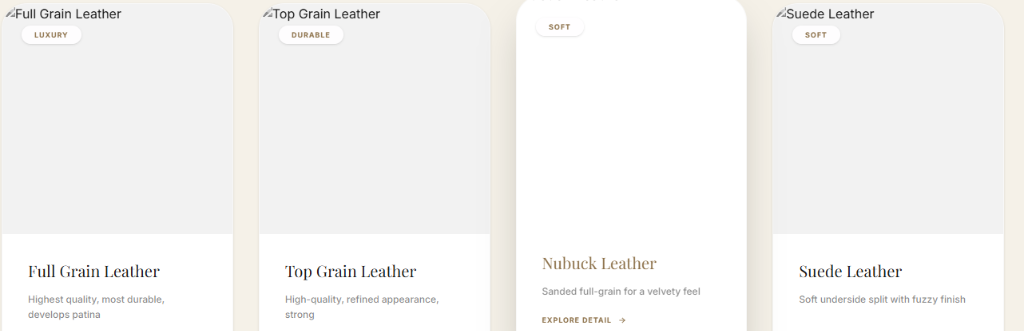 Full Grain Leather
LUXURY
Full Grain Leather
Highest quality, most durable,
develops patina
Top Grain Leather
DURABLE
Top Grain Leather
High-quality, refined appearance,
strong
SOFT
Nubuck Leather
Sanded full-grain for a velvety feel
EXPLORE DETAIL →
Suede Leather
SOFT
Suede Leather
Soft underside split with fuzzy finish